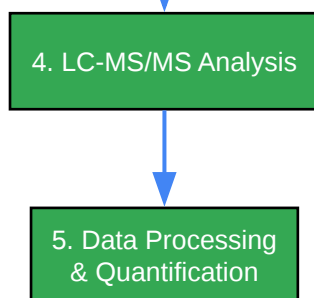 4. LC-MS/MS Analysis
5. Data Processing
& Quantification